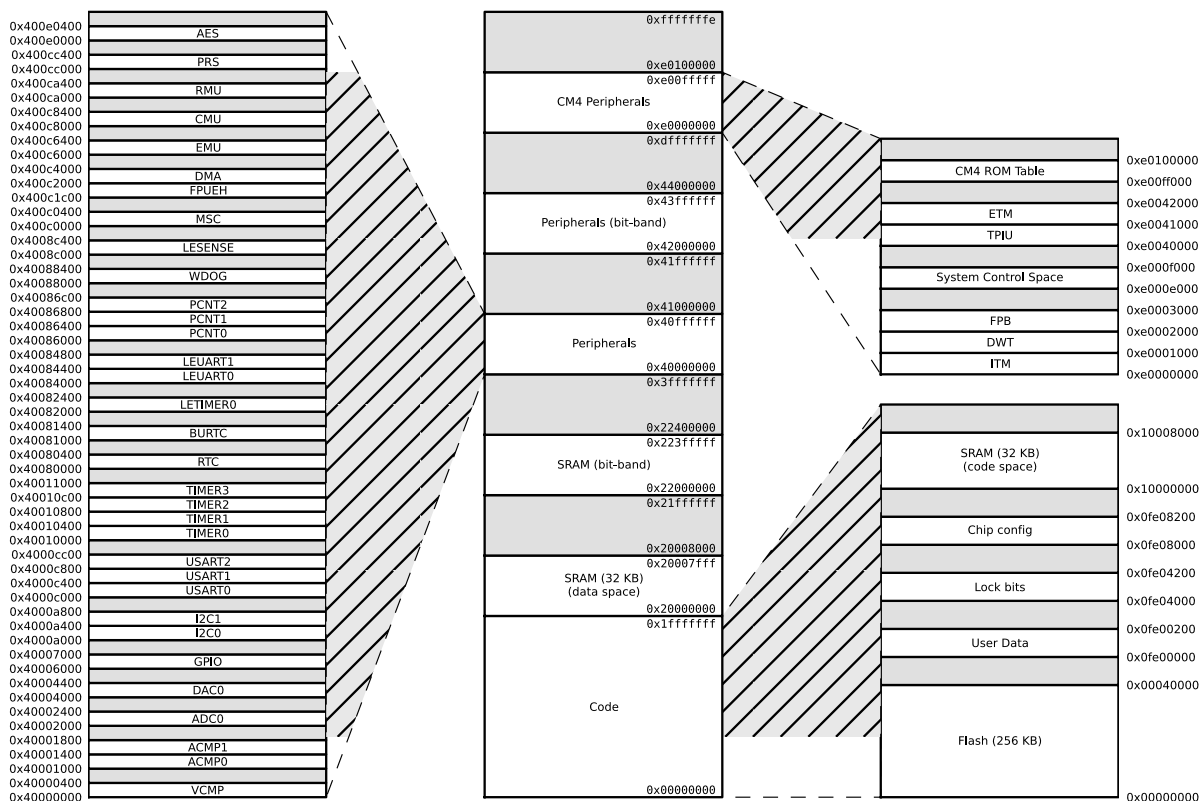 0x400e0400
AES
0x400e0000
0x400cc400
PRS
0x400cc000
0x400ca400
RMU
0x400ca000
0x400c8400
CMU
0x400c8000
0x400c6400
EMU
0x400c6000
0x400c4000
DMA
0x400c2000
FPUEH
0x400c1c00
0x400c0400
MSC
0x400c0000
0x4008c400
LESENSE
0x4008c000
0x40088400
WDOG
0x40088000
0x40086c00
PCNT2
0x40086800
PCNT1
0x40086400
PCNT0
0x40086000
0x40084800
LEUART1
0x40084400
LEUART0
0x40084000
0x40082400
LETIMER0
0x40082000
0x40081400
BURTC
0x40081000
0x40080400
RTC
0x40080000
0x40011000
TIMER3
0x40010c00
TIMER2
0x40010800
TIMER1
0x40010400
TIMER0
0x40010000
0x4000cc00
USART2
0x4000c800
USART1
0x4000c400
USART0
0x4000c000
0x4000a800
I2C1
0x4000a400
I2C0
0x4000a000
0x40007000
GPIO
0x40006000
0x40004400
DAC0
0x40004000
0x40002400
ADC0
0x40002000
0x40001800
ACMP1
0x40001400
ACMP0
0x40001000
0x40000400
VCMP
0x40000000
0xfffffffe
0xe0100000
0xe00fffff
CM4 Peripherals
0xe0000000
0xdfffffff
0x44000000
0x43ffffff
Peripherals (bit-band)
0x42000000
0x41ffffff
0x41000000
0x40ffffff
Peripherals
0x40000000
0x3fffffff
0x22400000
0x223fffff
SRAM (bit-band)
0x22000000
0x21ffffff
0x20008000
0x20007fff
SRAM (32 KB)
(data space)
0x20000000
0x1fffffff
Code
0x00000000
0xe0100000
CM4 ROM Table
0xe00ff000
0xe0042000
ETM
0xe0041000
TPIU
0xe0040000
0xe000f000
System Control Space
0xe000e000
0xe0003000
FPB
0xe0002000
DWT
0xe0001000
ITM
0xe0000000
0x10008000
SRAM (32 KB)
(code space)
0x10000000
0x0fe08200
Chip config
0x0fe08000
0x0fe04200
Lock bits
0x0fe04000
0x0fe00200
User Data
0x0fe00000
0x00040000
Flash (256 KB)
0x00000000